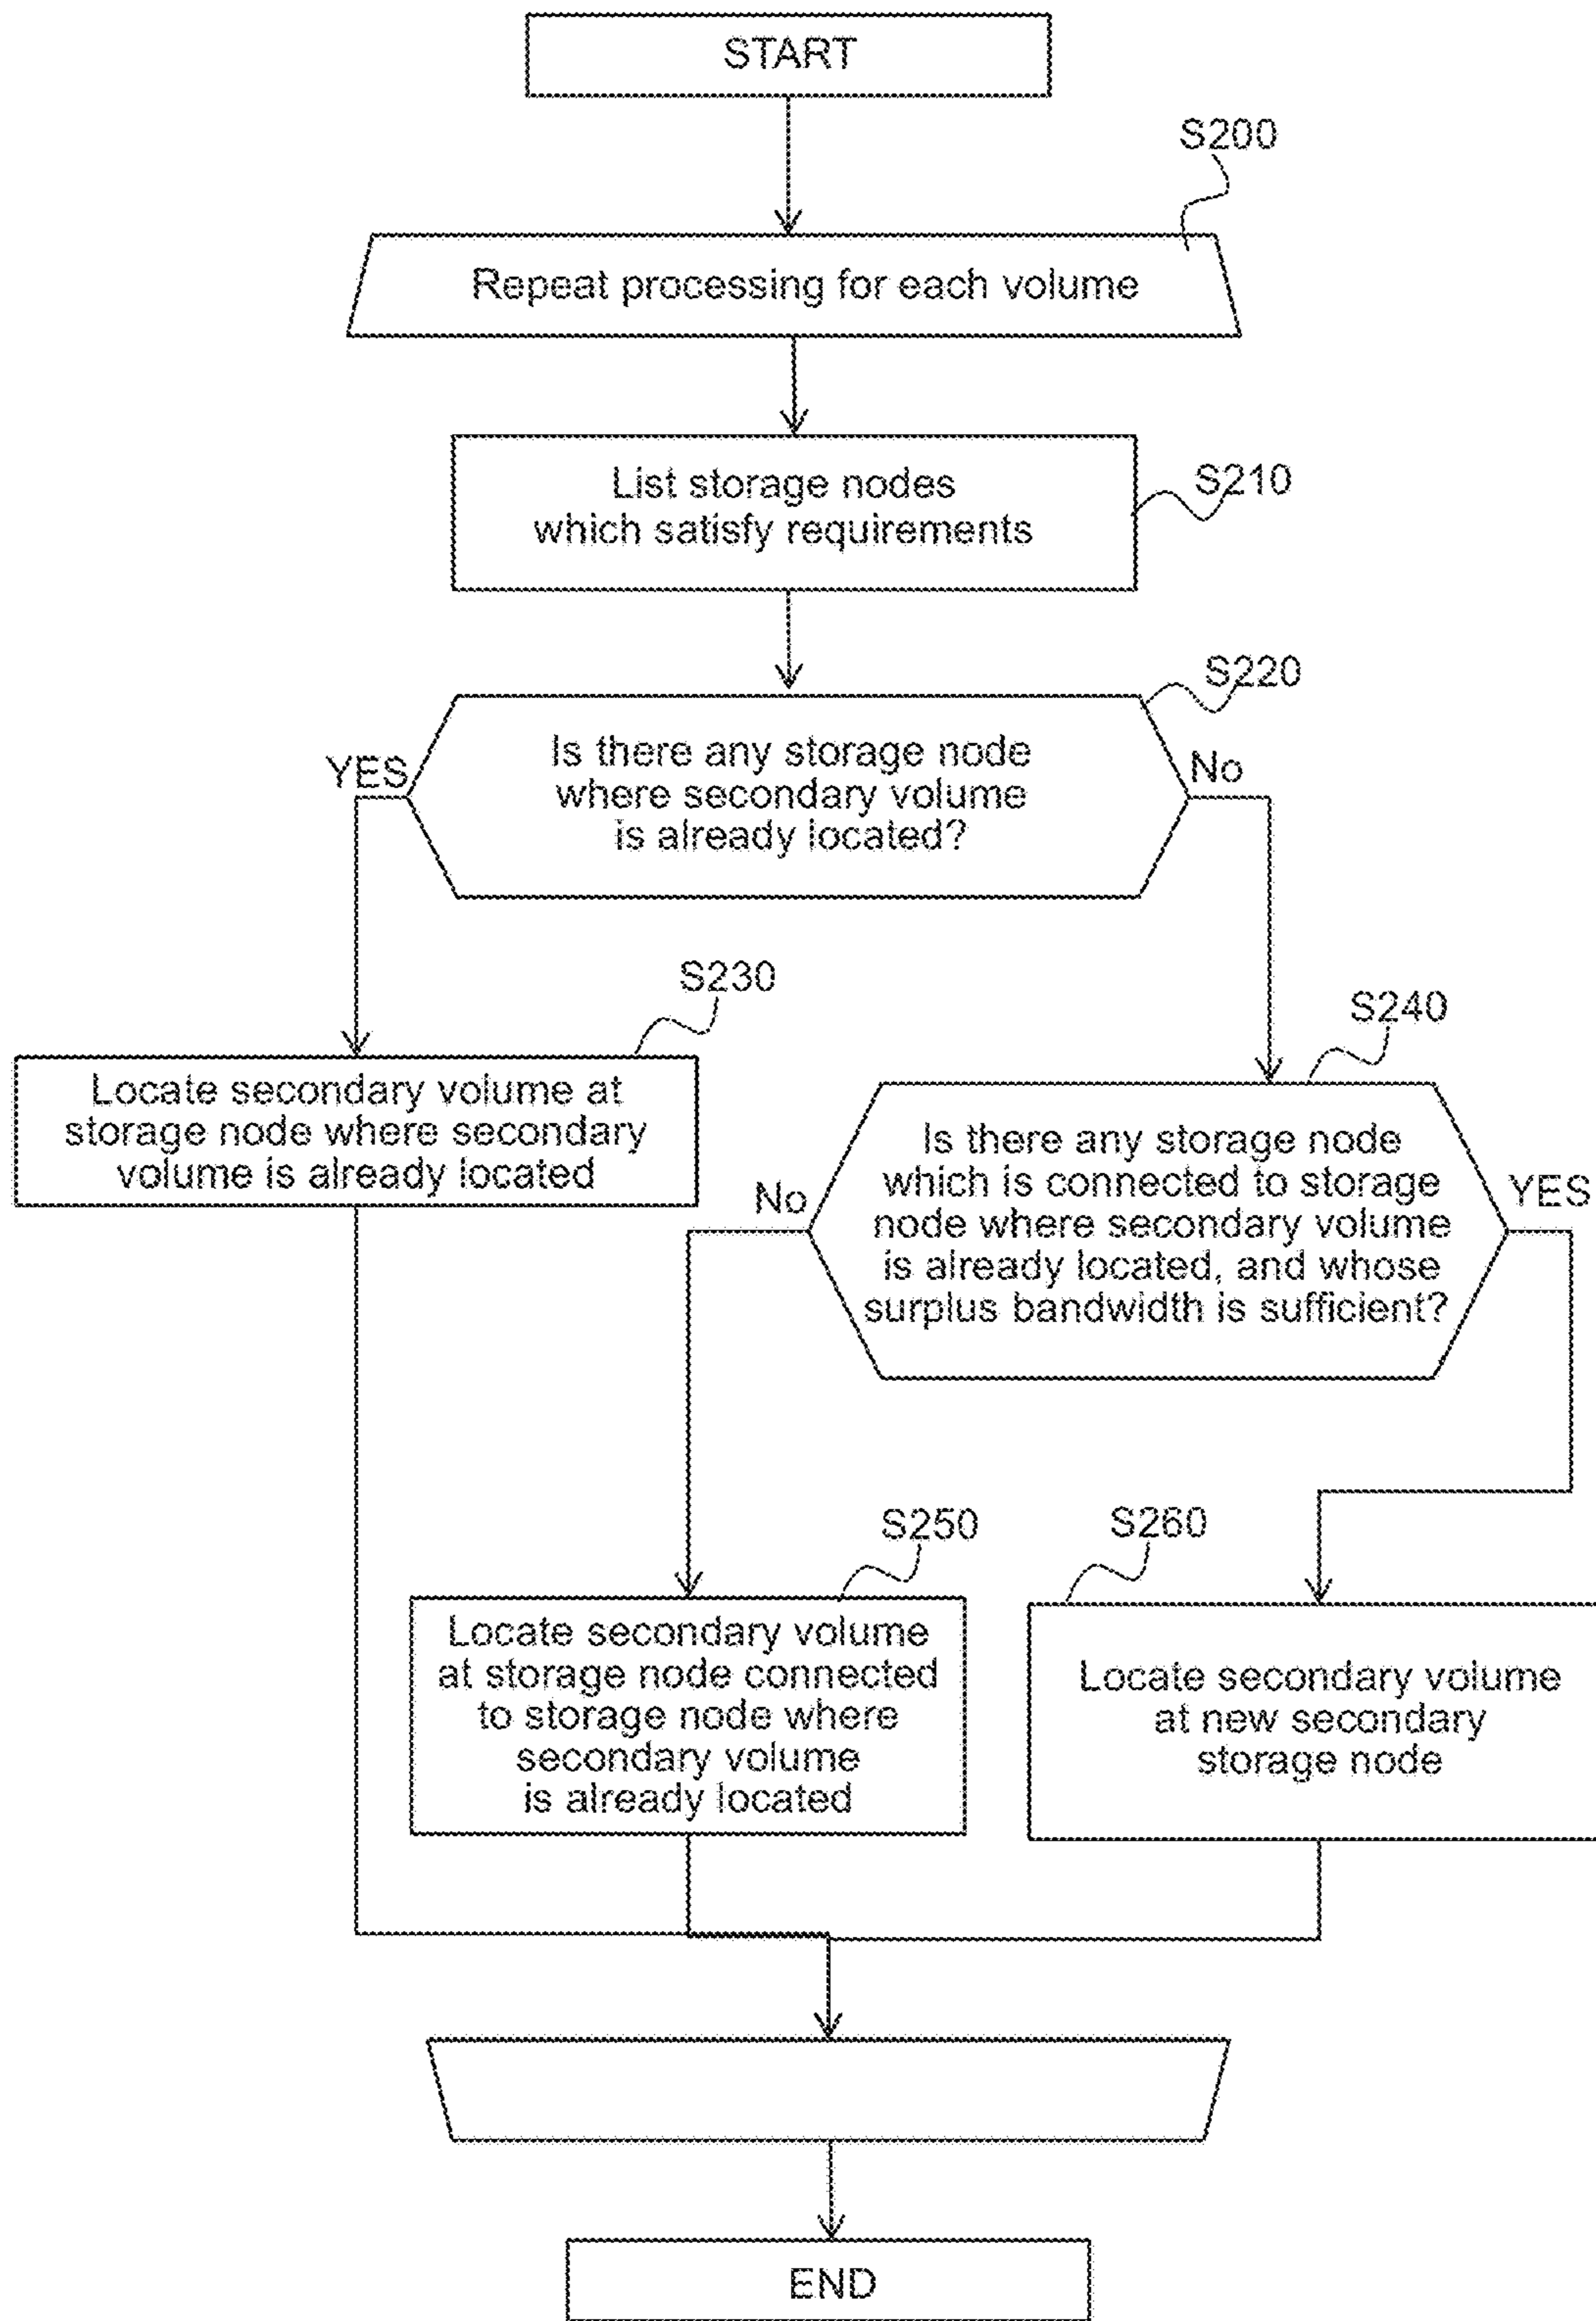 START
S200
Repeat processing for each volume
List storage nodes
which satisfy requirements
S210
S220
Is there any storage node
where secondary volume
is already located?
YES
No
S230
Locate secondary volume at
storage node where secondary
volume is already located
S240
Is there any storage node
which is connected to storage
node where secondary volume
is already located, and whose
surplus bandwidth is sufficient?
No
YES
S250
Locate secondary volume
at storage node connected
to storage node where
secondary volume
is already located
S260
Locate secondary volume
at new secondary
storage node
END